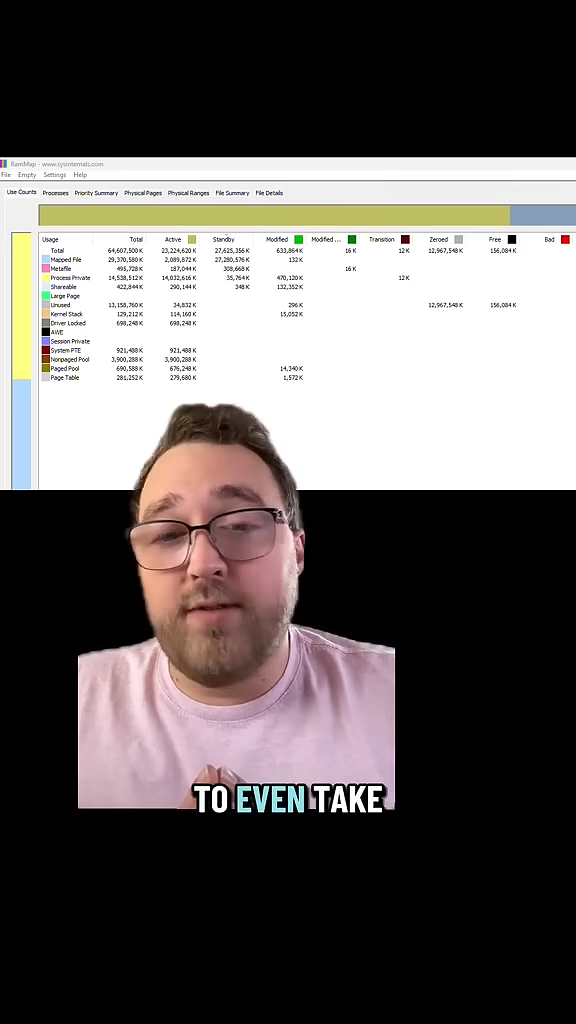 RamMap - www.sysinternals.com
File Empty Settings Help
Use Counts Processes Priority Summary Physical Pages Physical Ranges File Summary File Details
Usage Total Active Standby Modified Modified ... Transition Zeroed Free Bad
Total 64,607,500 K 23,224,620 K 27,625,356 K 633,864 K 16 K 12 K 12,967,548 K 156,084 K
Mapped File 29,370,580 K 2,089,872 K 27,280,576 K 132 K
Metafile 495,728 K 187,044 K 308,668 K 16 K
Process Private 14,538,512 K 14,032,616 K 35,764 K 470,120 K 12 K
Shareable 422,844 K 290,144 K 348 K 132,352 K
Large Page
Unused 13,158,760 K 34,832 K 296 K 12,967,548 K 156,084 K
Kernel Stack 129,212 K 114,160 K 15,052 K
Driver Locked 698,248 K 698,248 K
AWE
Session Private
System PTE 921,488 K 921,488 K
Nonpaged Pool 3,900,288 K 3,900,288 K
Paged Pool 690,588 K 676,248 K 14,340 K
Page Table 281,252 K 279,680 K 1,572 K
TO EVEN TAKE